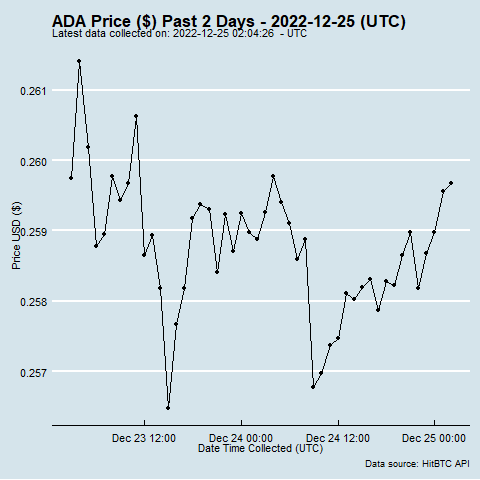 ADA Price ($) Past 2 Days - 2022-12-25 (UTC)
Latest data collected on: 2022-12-25 02:04:26  - UTC
Price USD ($)
0.261
0.260
0.259
0.258
0.257
Dec 23 12:00
Dec 24 00:00
Dec 24 12:00
Dec 25 00:00
Date Time Collected (UTC)
Data source: HitBTC API